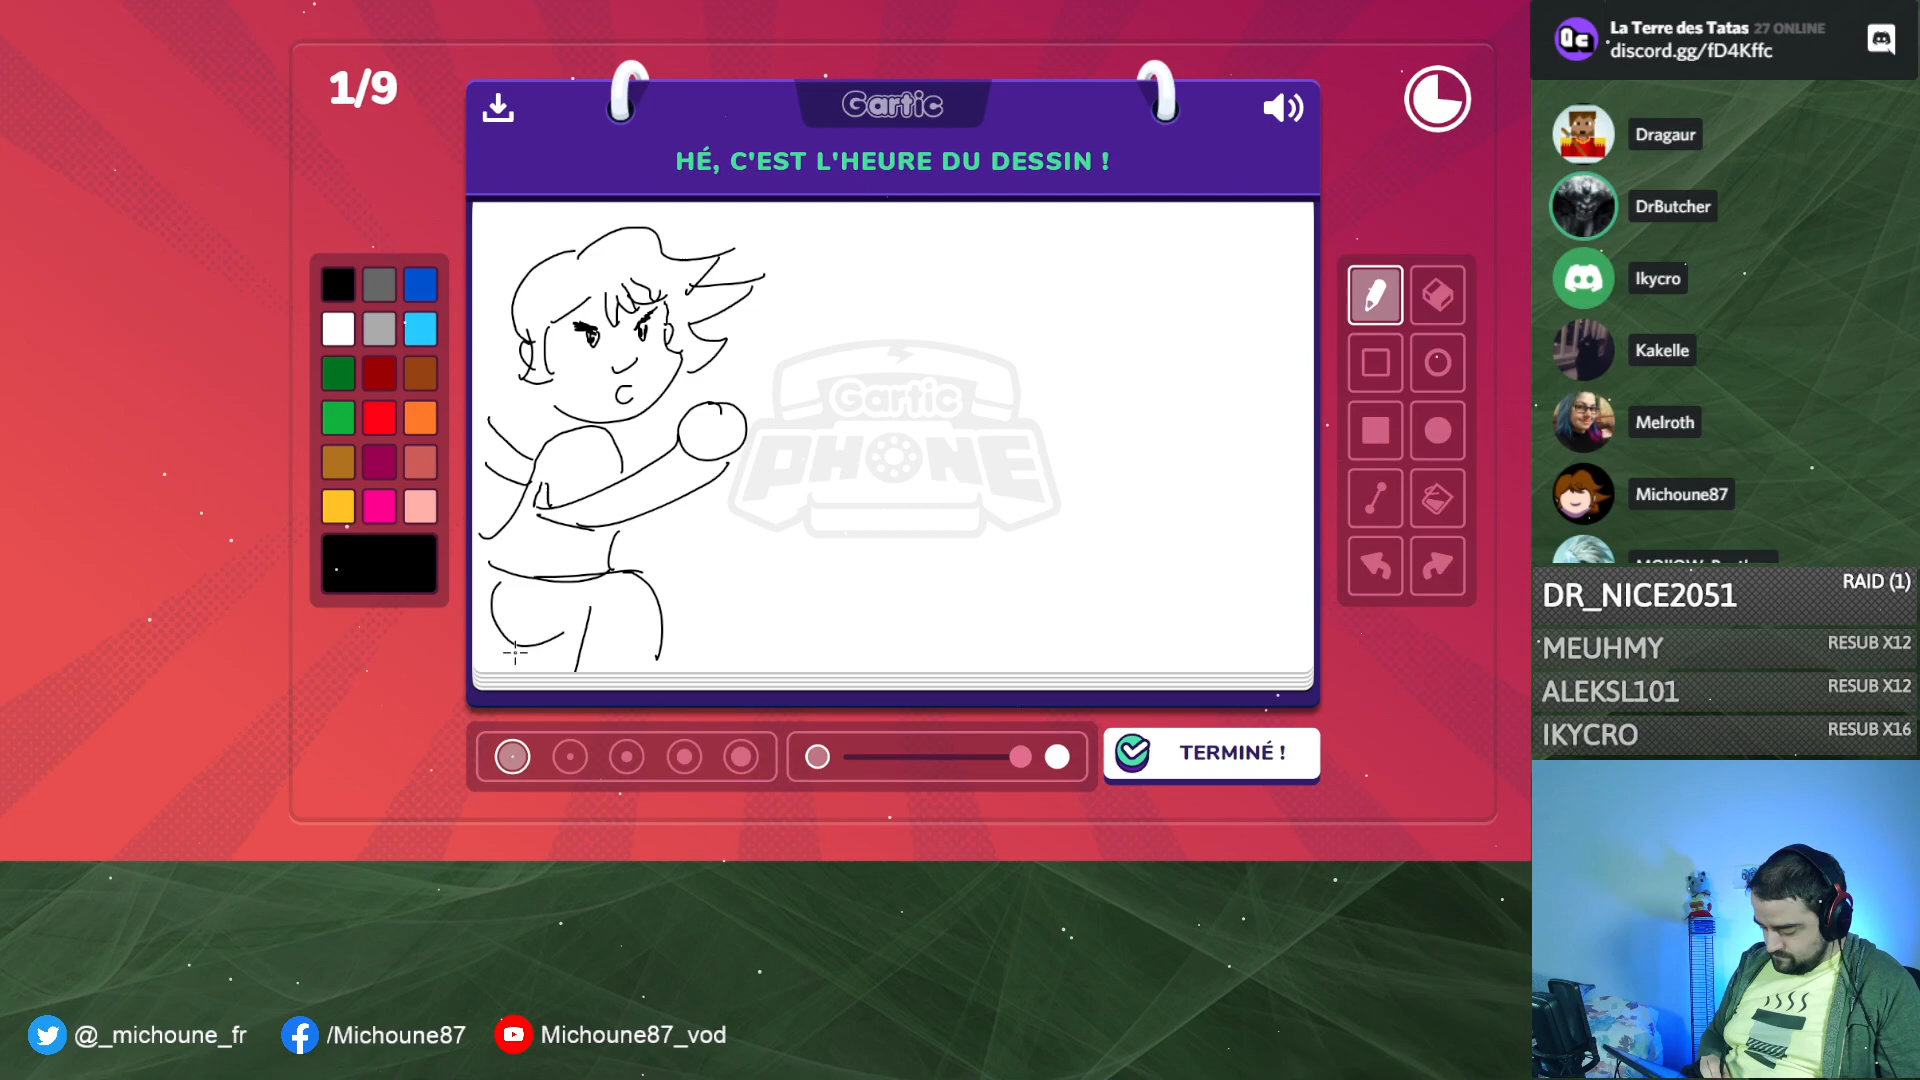 1/9
Gartic
HÉ, C'EST L'HEURE DU DESSIN !
Gartic
PHONE
TERMINÉ !
La Terre des Tatas 27 ONLINE
discord.gg/fD4Kffc
Dragaur
DrButcher
Ikycro
Kakelle
Melroth
Michoune87
DR_NICE2051 RAID (1)
MEUHMY RESUB X12
ALEKSL101 RESUB X12
IKYCRO RESUB X16
@_michoune_fr
/Michoune87
Michoune87_vod